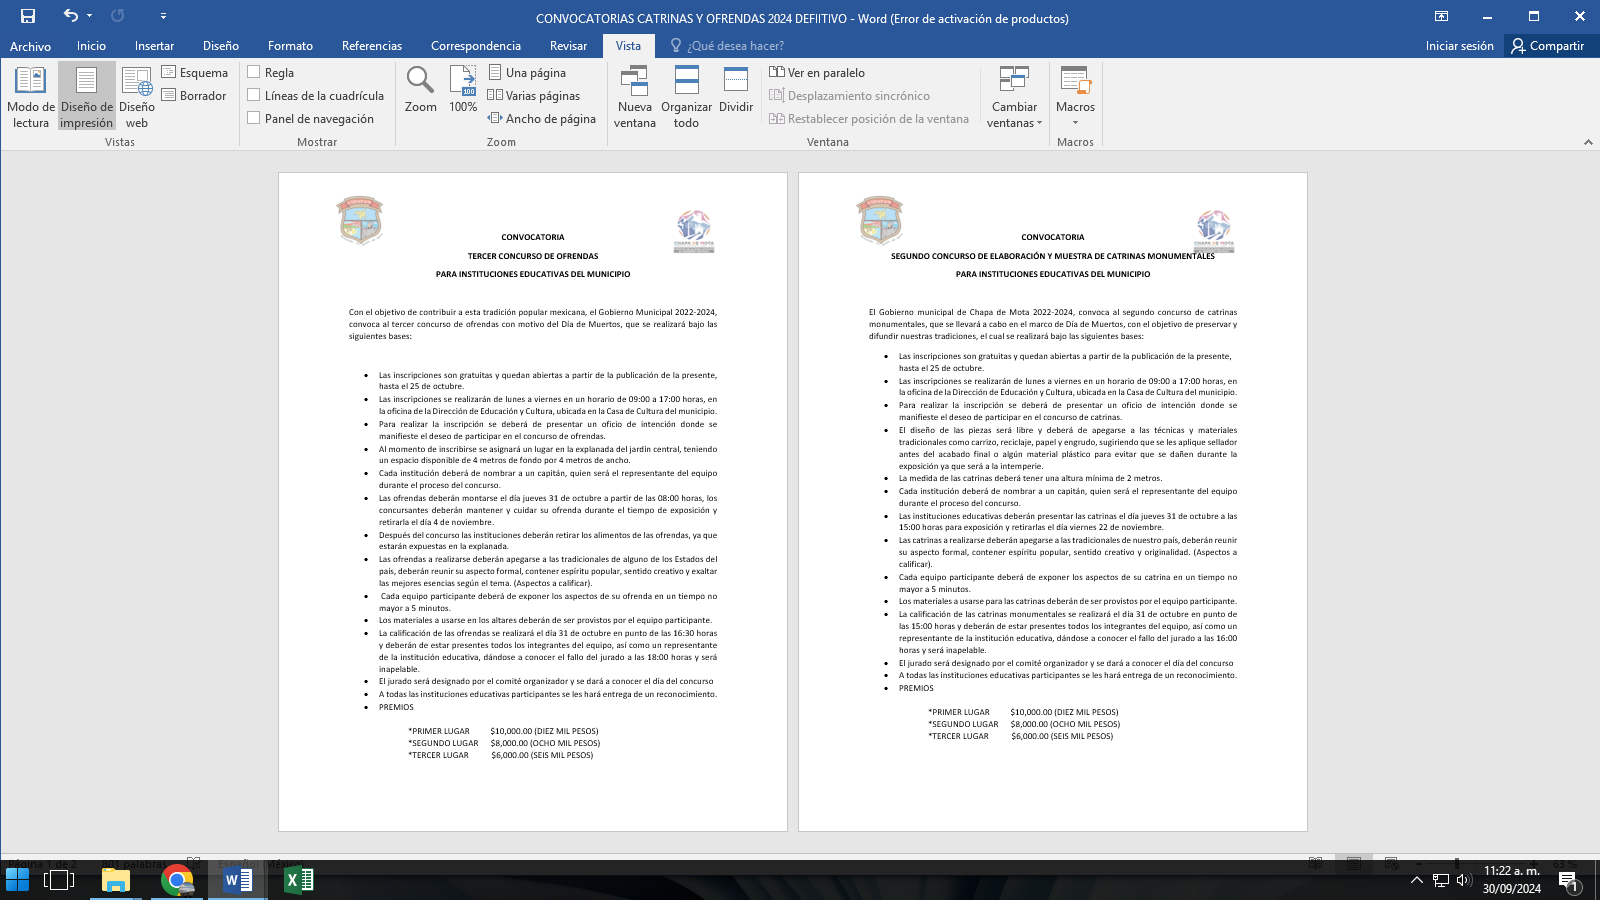 CONVOCATORIAS CATRINAS Y OFRENDAS 2024 DEFIITIVO - Word (Error de activación de productos)
Archivo Inicio Insertar Diseño Formato Referencias Correspondencia Revisar Vista ¿Qué desea hacer? Iniciar sesión Compartir
Modo de lectura
Diseño de impresión
Diseño web
Esquema
Borrador
Vistas
Regla
Líneas de la cuadrícula
Panel de navegación
Mostrar
Zoom
100%
Una página
Varias páginas
Ancho de página
Zoom
Nueva ventana
Organizar todo
Dividir
Ver en paralelo
Desplazamiento sincrónico
Restablecer posición de la ventana
Cambiar ventanas
Ventana
Macros
Macros
CHAPA DE MOTA
CONVOCATORIA
TERCER CONCURSO DE OFRENDAS
PARA INSTITUCIONES EDUCATIVAS DEL MUNICIPIO
Con el objetivo de contribuir a esta tradición popular mexicana, el Gobierno Municipal 2022-2024,
convoca al tercer concurso de ofrendas con motivo del Día de Muertos, que se realizará bajo las
siguientes bases:
• Las inscripciones son gratuitas y quedan abiertas a partir de la publicación de la presente,
hasta el 25 de octubre.
• Las inscripciones se realizarán de lunes a viernes en un horario de 09:00 a 17:00 horas, en
la oficina de la Dirección de Educación y Cultura, ubicada en la Casa de Cultura del municipio.
• Para realizar la inscripción se deberá de presentar un oficio de intención donde se
manifieste el deseo de participar en el concurso de ofrendas.
• Al momento de inscribirse se asignará un lugar en la explanada del jardín central, teniendo
un espacio disponible de 4 metros de fondo por 4 metros de ancho.
• Cada institución deberá de nombrar a un capitán, quien será el representante del equipo
durante el proceso del concurso.
• Las ofrendas deberán montarse el día jueves 31 de octubre a partir de las 08:00 horas, los
concursantes deberán mantener y cuidar su ofrenda durante el tiempo de exposición y
retirarla el día 4 de noviembre.
• Después del concurso las instituciones deberán retirar los alimentos de las ofrendas, ya que
estarán expuestas en la explanada.
• Las ofrendas a realizarse deberán apegarse a las tradicionales de alguno de los Estados del
país, deberán reunir su aspecto formal, contener espíritu popular, sentido creativo y exaltar
las mejores esencias según el tema. (Aspectos a calificar).
• Cada equipo participante deberá de exponer los aspectos de su ofrenda en un tiempo no
mayor a 5 minutos.
• Los materiales a usarse en los altares deberán de ser provistos por el equipo participante.
• La calificación de las ofrendas se realizará el día 31 de octubre en punto de las 16:30 horas
y deberán de estar presentes todos los integrantes del equipo, así como un representante
de la institución educativa, dándose a conocer el fallo del jurado a las 18:00 horas y será
inapelable.
• El jurado será designado por el comité organizador y se dará a conocer el día del concurso
• A todas las instituciones educativas participantes se les hará entrega de un reconocimiento.
• PREMIOS
*PRIMER LUGAR $10,000.00 (DIEZ MIL PESOS)
*SEGUNDO LUGAR $8,000.00 (OCHO MIL PESOS)
*TERCER LUGAR $6,000.00 (SEIS MIL PESOS)
CHAPA DE MOTA
CONVOCATORIA
SEGUNDO CONCURSO DE ELABORACIÓN Y MUESTRA DE CATRINAS MONUMENTALES
PARA INSTITUCIONES EDUCATIVAS DEL MUNICIPIO
El Gobierno municipal de Chapa de Mota 2022-2024, convoca al segundo concurso de catrinas
monumentales, que se llevará a cabo en el marco de Día de Muertos, con el objetivo de preservar y
difundir nuestras tradiciones, el cual se realizará bajo las siguientes bases:
• Las inscripciones son gratuitas y quedan abiertas a partir de la publicación de la presente,
hasta el 25 de octubre.
• Las inscripciones se realizarán de lunes a viernes en un horario de 09:00 a 17:00 horas, en
la oficina de la Dirección de Educación y Cultura, ubicada en la Casa de Cultura del municipio.
• Para realizar la inscripción se deberá de presentar un oficio de intención donde se
manifieste el deseo de participar en el concurso de catrinas.
• El diseño de las piezas será libre y deberá de apegarse a las técnicas y materiales
tradicionales como carrizo, reciclaje, papel y engrudo, sugiriendo que se les aplique sellador
antes del acabado final o algún material plástico para evitar que se dañen durante la
exposición ya que será a la intemperie.
• La medida de las catrinas deberá tener una altura mínima de 2 metros.
• Cada institución deberá de nombrar a un capitán, quien será el representante del equipo
durante el proceso del concurso.
• Las instituciones educativas deberán presentar las catrinas el día jueves 31 de octubre a las
15:00 horas para exposición y retirarlas el día viernes 22 de noviembre.
• Las catrinas a realizarse deberán apegarse a las tradicionales de nuestro país, deberán reunir
su aspecto formal, contener espíritu popular, sentido creativo y originalidad. (Aspectos a
calificar).
• Cada equipo participante deberá de exponer los aspectos de su catrina en un tiempo no
mayor a 5 minutos.
• Los materiales a usarse para las catrinas deberán de ser provistos por el equipo participante.
• La calificación de las catrinas monumentales se realizará el día 31 de octubre en punto de
las 15:00 horas y deberán de estar presentes todos los integrantes del equipo, así como un
representante de la institución educativa, dándose a conocer el fallo del jurado a las 16:00
horas y será inapelable.
• El jurado será designado por el comité organizador y se dará a conocer el día del concurso
• A todas las instituciones educativas participantes se les hará entrega de un reconocimiento.
• PREMIOS
*PRIMER LUGAR $10,000.00 (DIEZ MIL PESOS)
*SEGUNDO LUGAR $8,000.00 (OCHO MIL PESOS)
*TERCER LUGAR $6,000.00 (SEIS MIL PESOS)
Página 1 de 2 801 palabras Español (México)
11:22 a. m.
30/09/2024
1